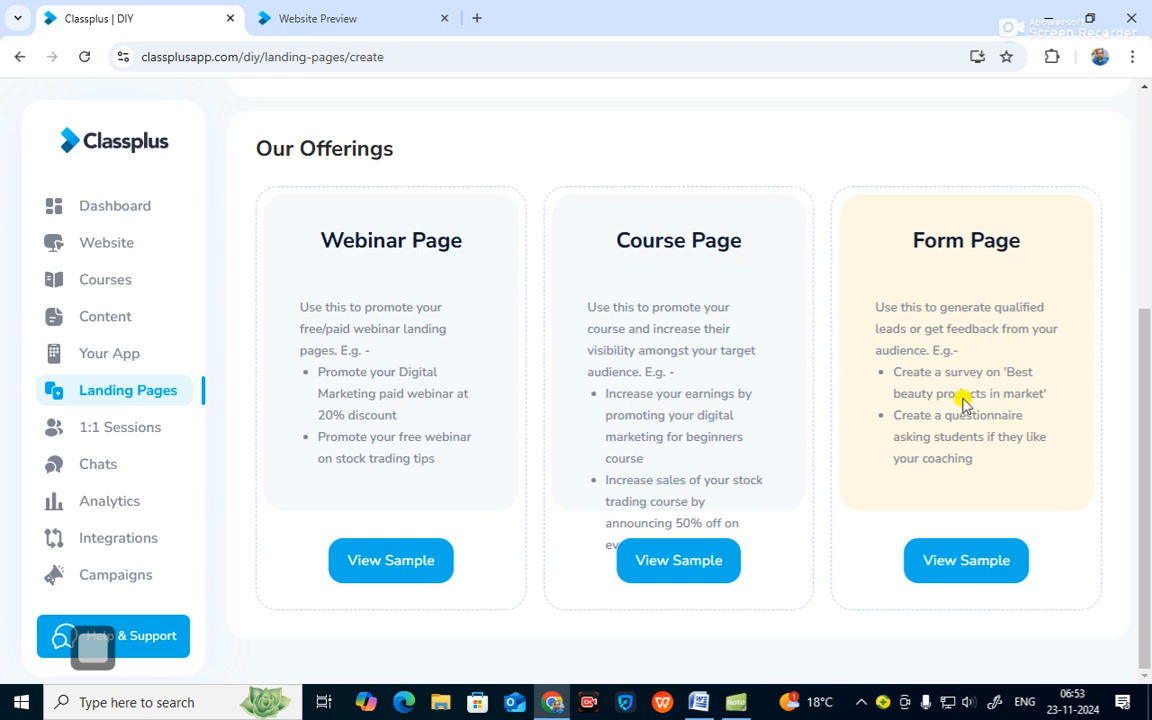 Classplus | DIY
Website Preview
Apowersoft
Screen Recorder
classplusapp.com/diy/landing-pages/create
Classplus
Dashboard
Website
Courses
Content
Your App
Landing Pages
1:1 Sessions
Chats
Analytics
Integrations
Campaigns
Help & Support
Our Offerings
Webinar Page
Use this to promote your
free/paid webinar landing
pages. E.g. -
Promote your Digital
Marketing paid webinar at
20% discount
Promote your free webinar
on stock trading tips
View Sample
Course Page
Use this to promote your
course and increase their
visibility amongst your target
audience. E.g. -
Increase your earnings by
promoting your digital
marketing for beginners
course
Increase sales of your stock
trading course by
announcing 50% off on
View Sample
Form Page
Use this to generate qualified
leads or get feedback from your
audience. E.g.-
Create a survey on 'Best
beauty products in market'
Create a questionnaire
asking students if they like
your coaching
View Sample
Type here to search
Noto
18°C
ENG
06:53
23-11-2024